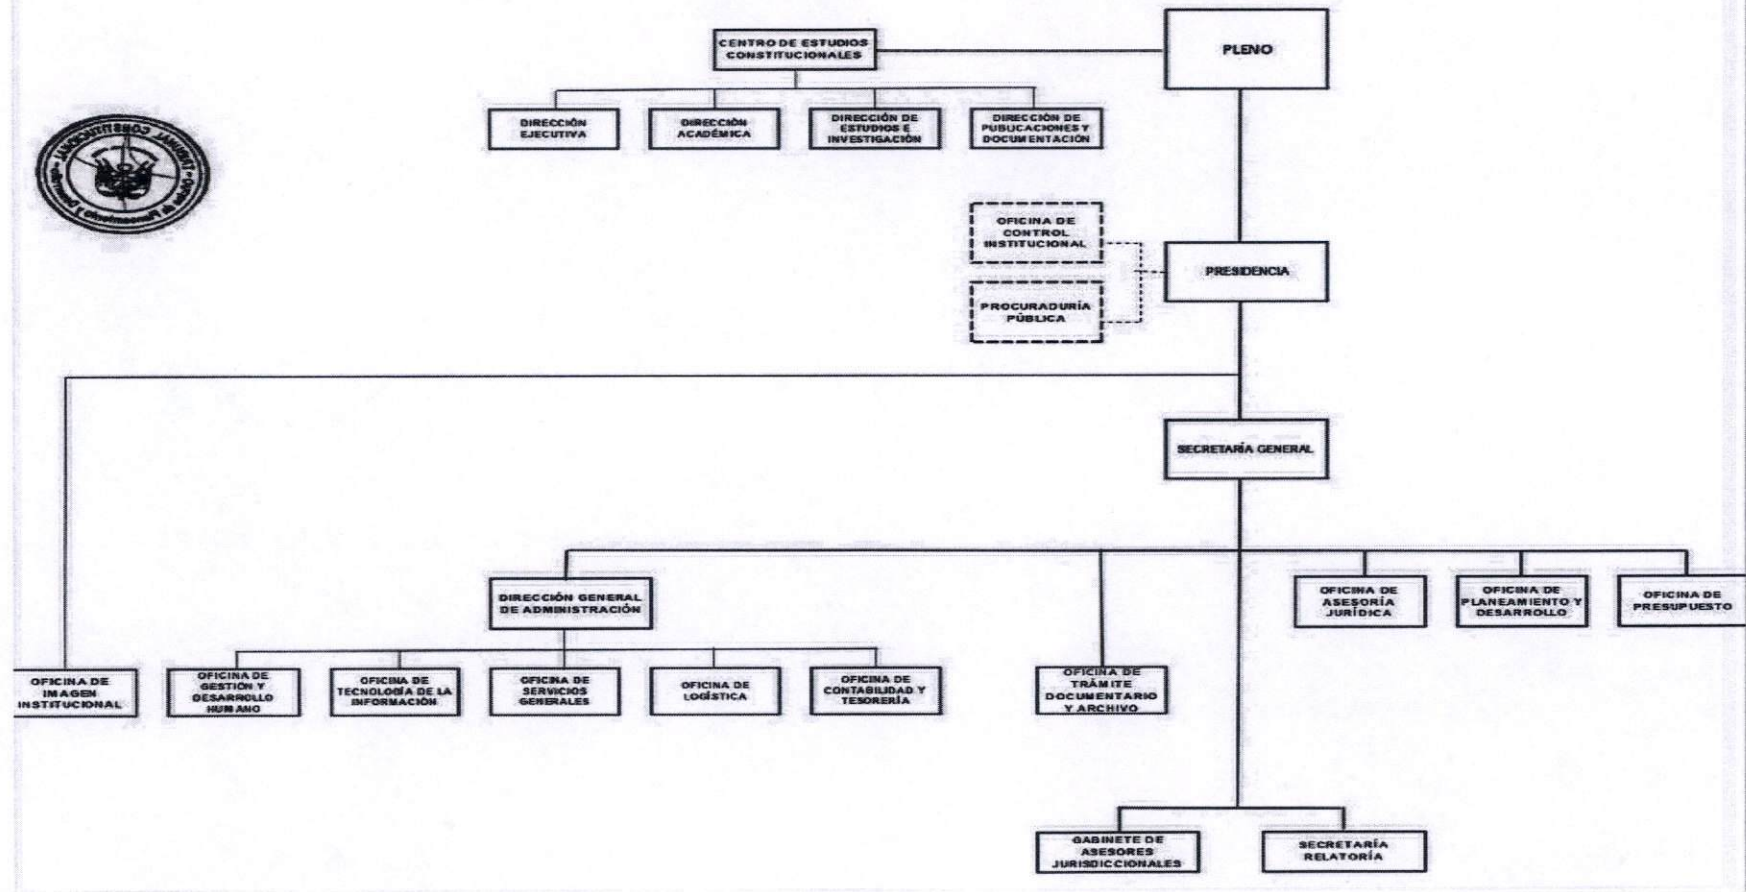 CENTRO DE ESTUDIOS
CONSTITUCIONALES
PLENO
DIRECCIÓN
EJECUTIVA
DIRECCIÓN
ACADÉMICA
DIRECCIÓN DE
ESTUDIOS E
INVESTIGACIÓN
DIRECCIÓN DE
PUBLICACIONES Y
DOCUMENTACIÓN
TRIBUNAL CONSTITUCIONAL
OFICINA DE
CONTROL
INSTITUCIONAL
PRESIDENCIA
PROCURADURÍA
PÚBLICA
SECRETARÍA GENERAL
DIRECCIÓN GENERAL
DE ADMINISTRACIÓN
OFICINA DE
ASESORÍA
JURÍDICA
OFICINA DE
PLANEAMIENTO Y
DESARROLLO
OFICINA DE
PRESUPUESTO
OFICINA DE
IMAGEN
INSTITUCIONAL
OFICINA DE
GESTIÓN Y
DESARROLLO
HUMANO
OFICINA DE
TECNOLOGÍA DE LA
INFORMACIÓN
OFICINA DE
SERVICIOS
GENERALES
OFICINA DE
LOGÍSTICA
OFICINA DE
CONTABILIDAD Y
TESORERÍA
OFICINA DE
TRÁMITE
DOCUMENTARIO
Y ARCHIVO
GABINETE DE
ASESORES
JURISDICCIONALES
SECRETARÍA
RELATORÍA